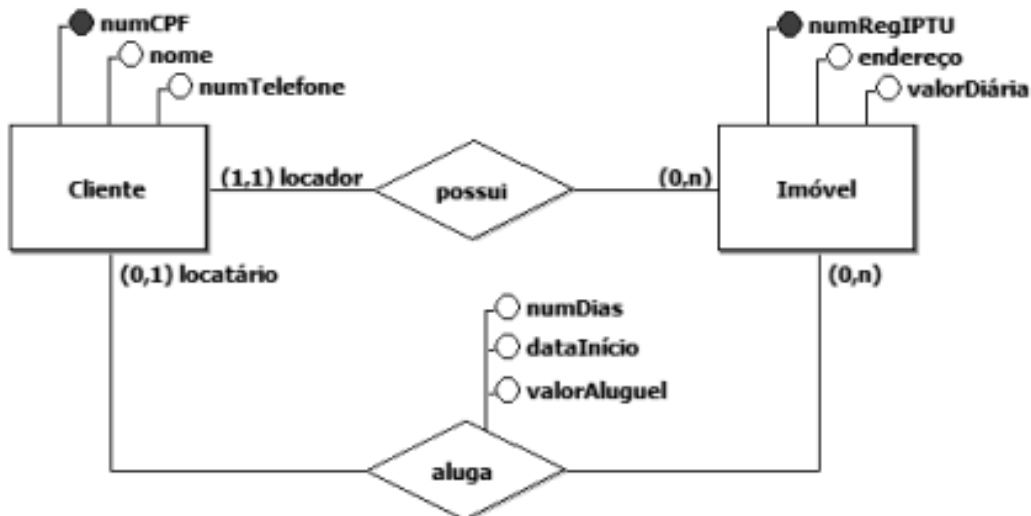 numCPF
nome
numTelefone
numRegIPTU
endereço
valorDiária
Cliente
(1,1) locador
possui
(0,n)
Imóvel
(0,1) locatário
(0,n)
numDias
dataInício
valorAluguel
aluga